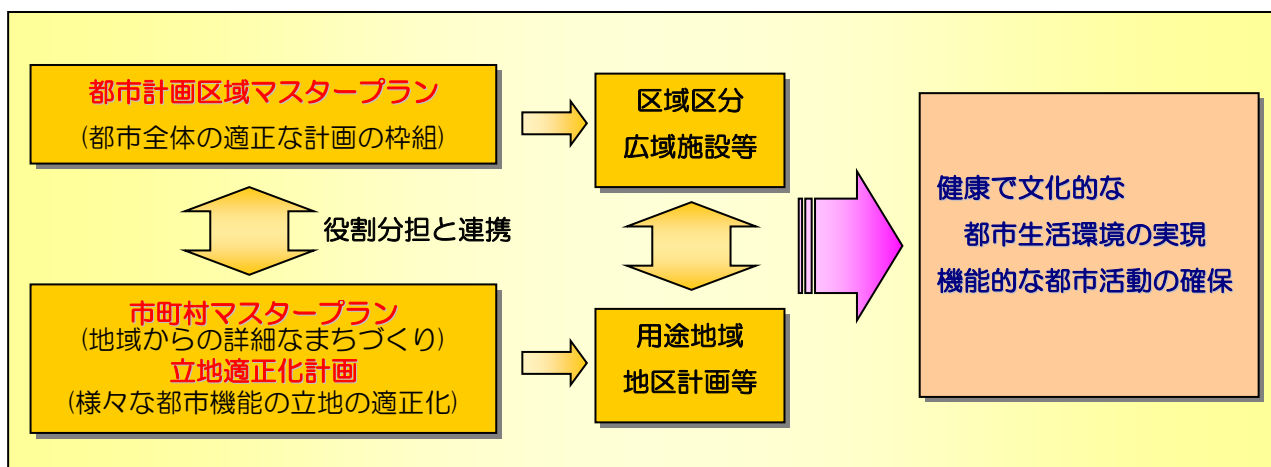 都市計画区域マスタープラン
(都市全体の適正な計画の枠組)
役割分担と連携
市町村マスタープラン
(地域からの詳細なまちづくり)
立地適正化計画
(様々な都市機能の立地の適正化)
区域区分
広域施設等
用途地域
地区計画等
健康で文化的な
都市生活環境の実現
機能的な都市活動の確保